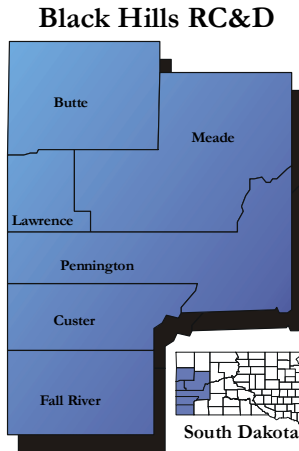 Black Hills RC&D
Butte
Meade
Lawrence
Pennington
Custer
Fall River
South Dakota